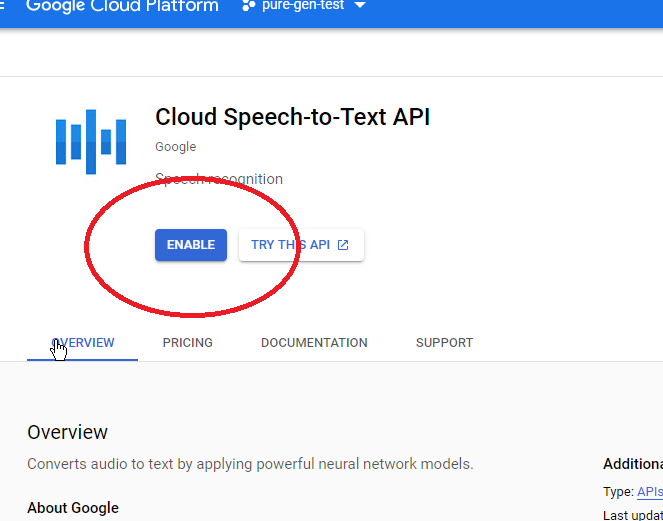 Google Cloud Platform pure-gen-test
Cloud Speech-to-Text API
Google
Speech recognition
ENABLE TRY THIS API
OVERVIEW PRICING DOCUMENTATION SUPPORT
Overview
Converts audio to text by applying powerful neural network models.
Additiona
Type: APIs
About Google
Last updat